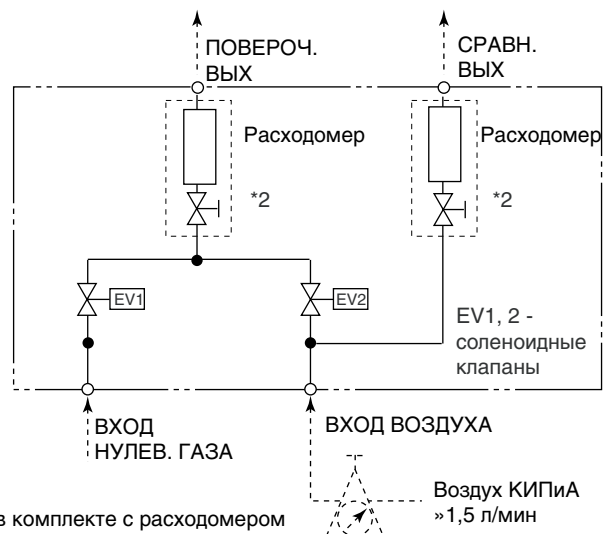 ПОВЕРОЧ.
ВЫХ
СРАВН.
ВЫХ
Расходомер
Расходомер
*2
*2
EV1
EV2
EV1, 2 -
соленоидные
клапаны
ВХОД
НУЛЕВ. ГАЗА
ВХОД ВОЗДУХА
Воздух КИПиА
»1,5 л/мин
в комплекте с расходомером